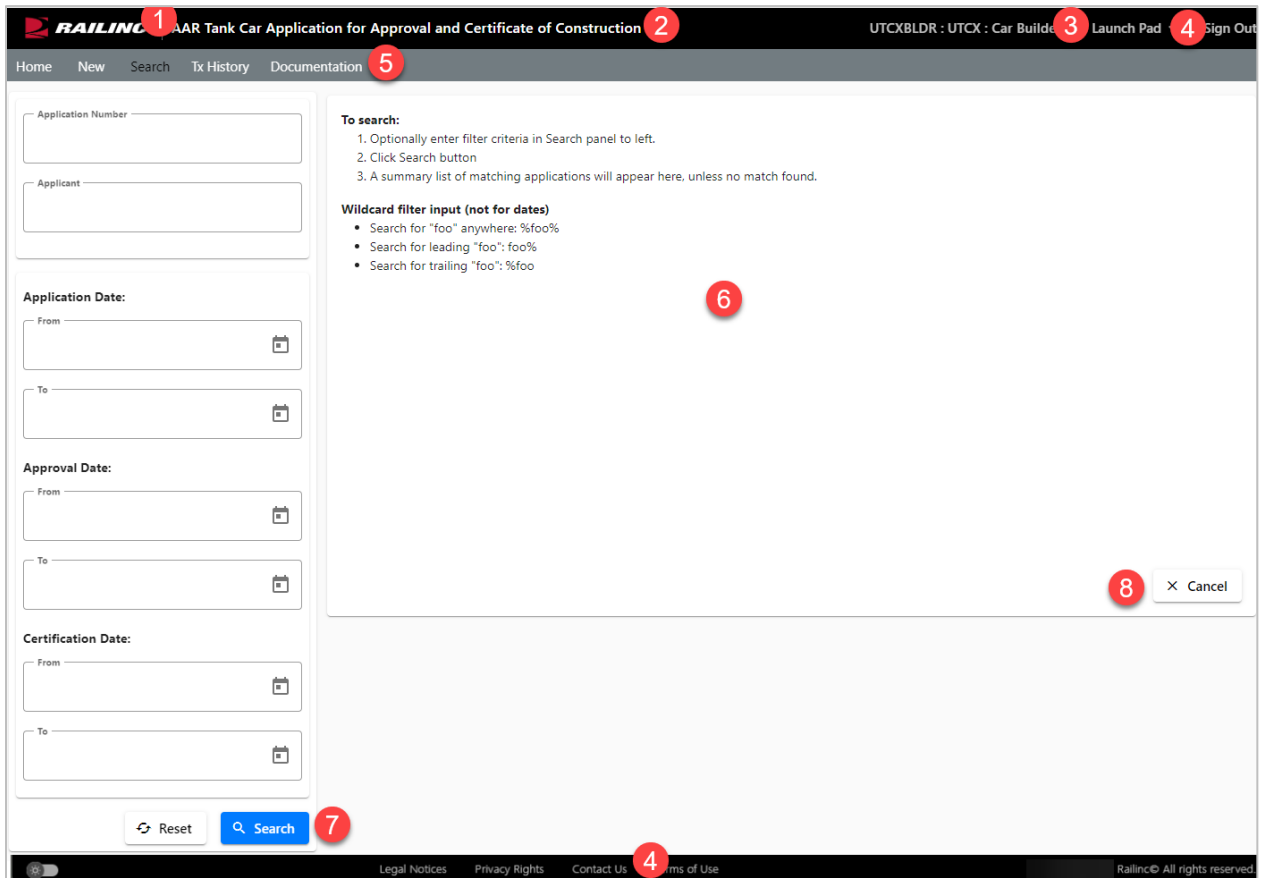 RAILINC 1 AAR Tank Car Application for Approval and Certificate of Construction 2 UTCXBLDR : UTCX : Car Builde 3 Launch Pad 4 Sign Out
Home New Search Tx History Documentation 5
Application Number
Applicant
Application Date:
From
To
Approval Date:
From
To
Certification Date:
From
To
Reset Search 7
To search:
1. Optionally enter filter criteria in Search panel to left.
2. Click Search button
3. A summary list of matching applications will appear here, unless no match found.
Wildcard filter input (not for dates)
• Search for "foo" anywhere: %foo%
• Search for leading "foo": foo%
• Search for trailing "foo": %foo
6
8 × Cancel
Legal Notices Privacy Rights Contact Us 4 rms of Use Railinc© All rights reserved.